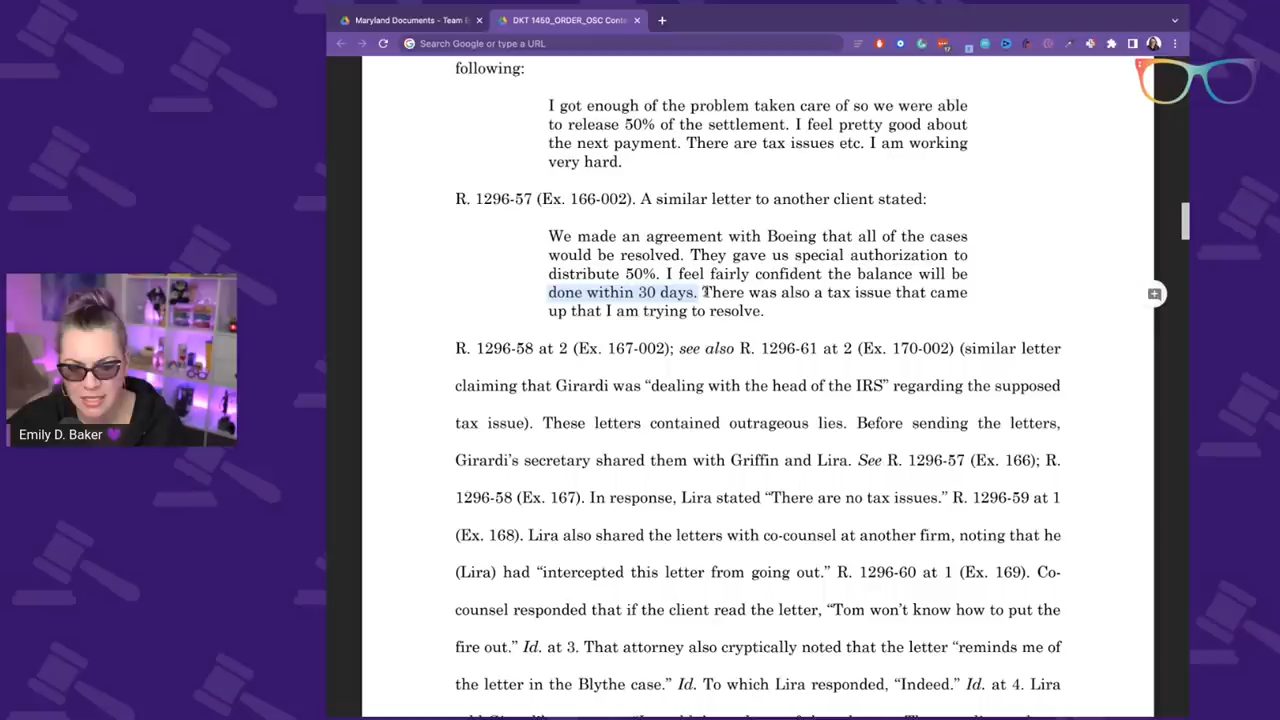 Maryland Documents - Team
DKT 1450_ORDER_OSC Conte
Search Google or type a URL
following:
I got enough of the problem taken care of so we were able
to release 50% of the settlement. I feel pretty good about
the next payment. There are tax issues etc. I am working
very hard.
R. 1296-57 (Ex. 166-002). A similar letter to another client stated:
We made an agreement with Boeing that all of the cases
would be resolved. They gave us special authorization to
distribute 50%. I feel fairly confident the balance will be
done within 30 days. There was also a tax issue that came
up that I am trying to resolve.
R. 1296-58 at 2 (Ex. 167-002); see also R. 1296-61 at 2 (Ex. 170-002) (similar letter
claiming that Girardi was “dealing with the head of the IRS” regarding the supposed
tax issue). These letters contained outrageous lies. Before sending the letters,
Girardi’s secretary shared them with Griffin and Lira. See R. 1296-57 (Ex. 166); R.
1296-58 (Ex. 167). In response, Lira stated “There are no tax issues.” R. 1296-59 at 1
(Ex. 168). Lira also shared the letters with co-counsel at another firm, noting that he
(Lira) had “intercepted this letter from going out.” R. 1296-60 at 1 (Ex. 169). Co-
counsel responded that if the client read the letter, “Tom won’t know how to put the
fire out.” Id. at 3. That attorney also cryptically noted that the letter “reminds me of
the letter in the Blythe case.” Id. To which Lira responded, “Indeed.” Id. at 4. Lira
Emily D. Baker 💜